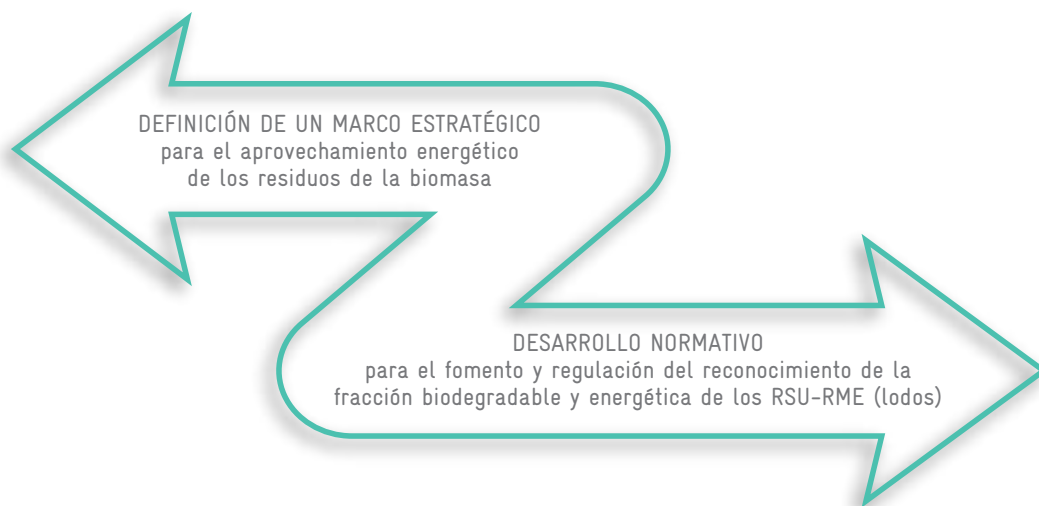 DEFINICIÓN DE UN MARCO ESTRATÉGICO
para el aprovechamiento energético
de los residuos de la biomasa
DESARROLLO NORMATIVO
para el fomento y regulación del reconocimiento de la
fracción biodegradable y energética de los RSU-RME (lodos)